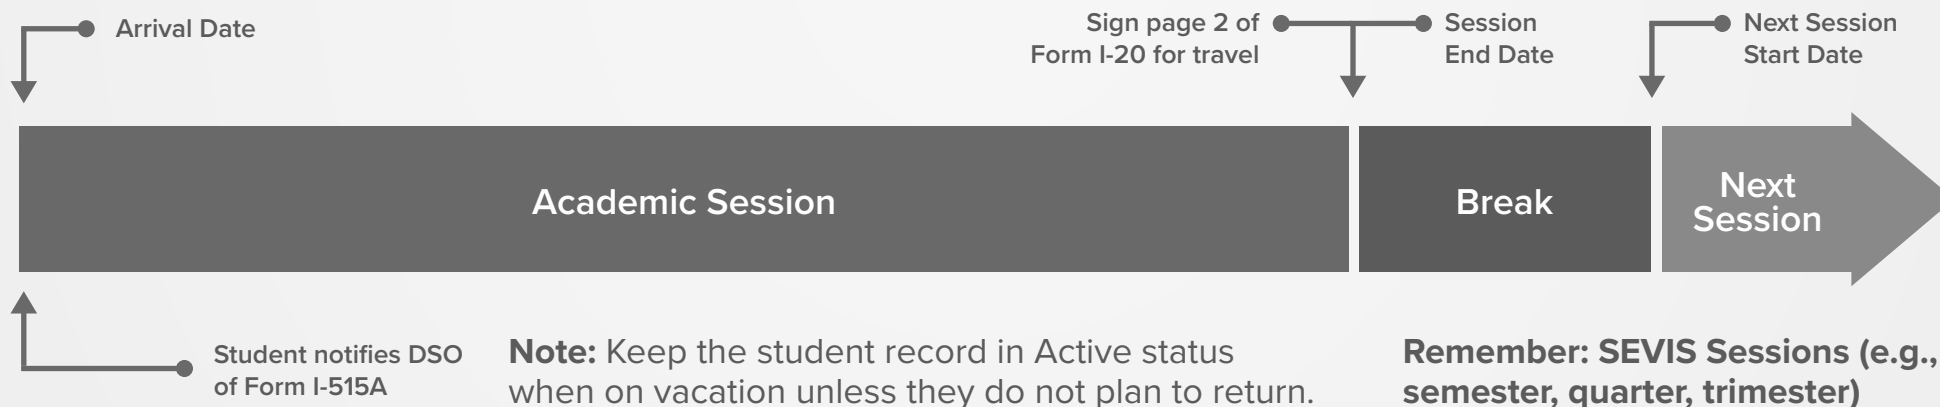 Arrival Date
Sign page 2 of
Form I-20 for travel
Session
End Date
Next Session
Start Date
Academic Session
Break
Next
Session
Student notifies DSO
of Form I-515A
Note: Keep the student record in Active status
when on vacation unless they do not plan to return.
Remember: SEVIS Sessions (e.g.,
semester, quarter, trimester)